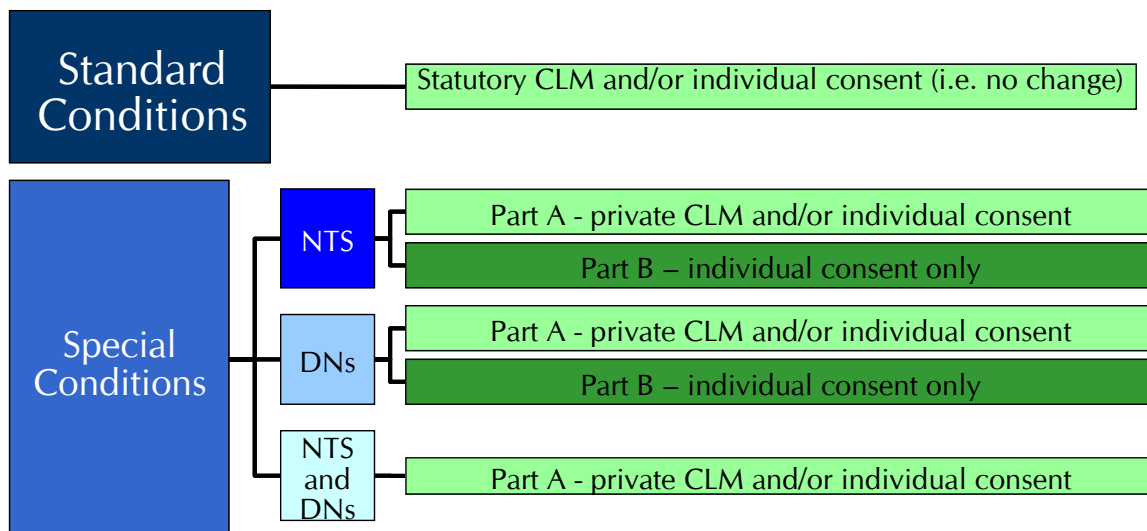 Standard
Conditions
Statutory CLM and/or individual consent (i.e. no change)
Special
Conditions
NTS
Part A - private CLM and/or individual consent
Part B – individual consent only
DNs
Part A - private CLM and/or individual consent
Part B – individual consent only
NTS
and
DNs
Part A - private CLM and/or individual consent